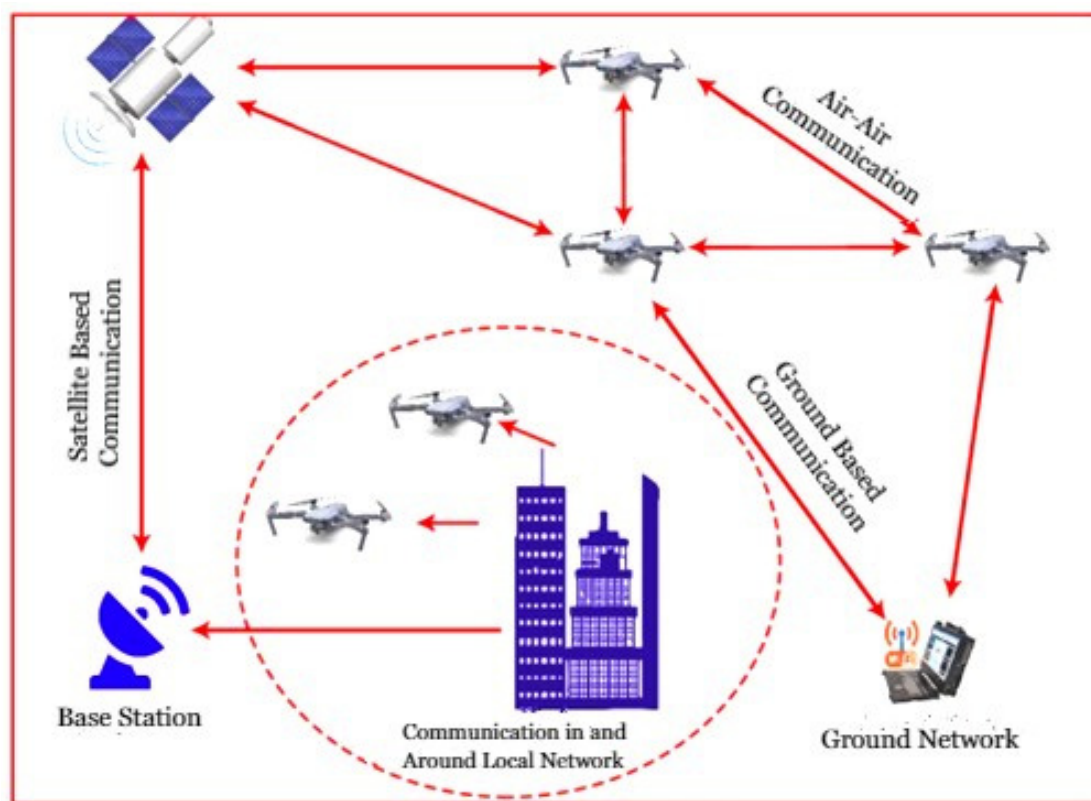 Air-Air
Communication
Satellite Based
Communication
Ground Based
Communication
Base Station
Communication in and
Around Local Network
Ground Network